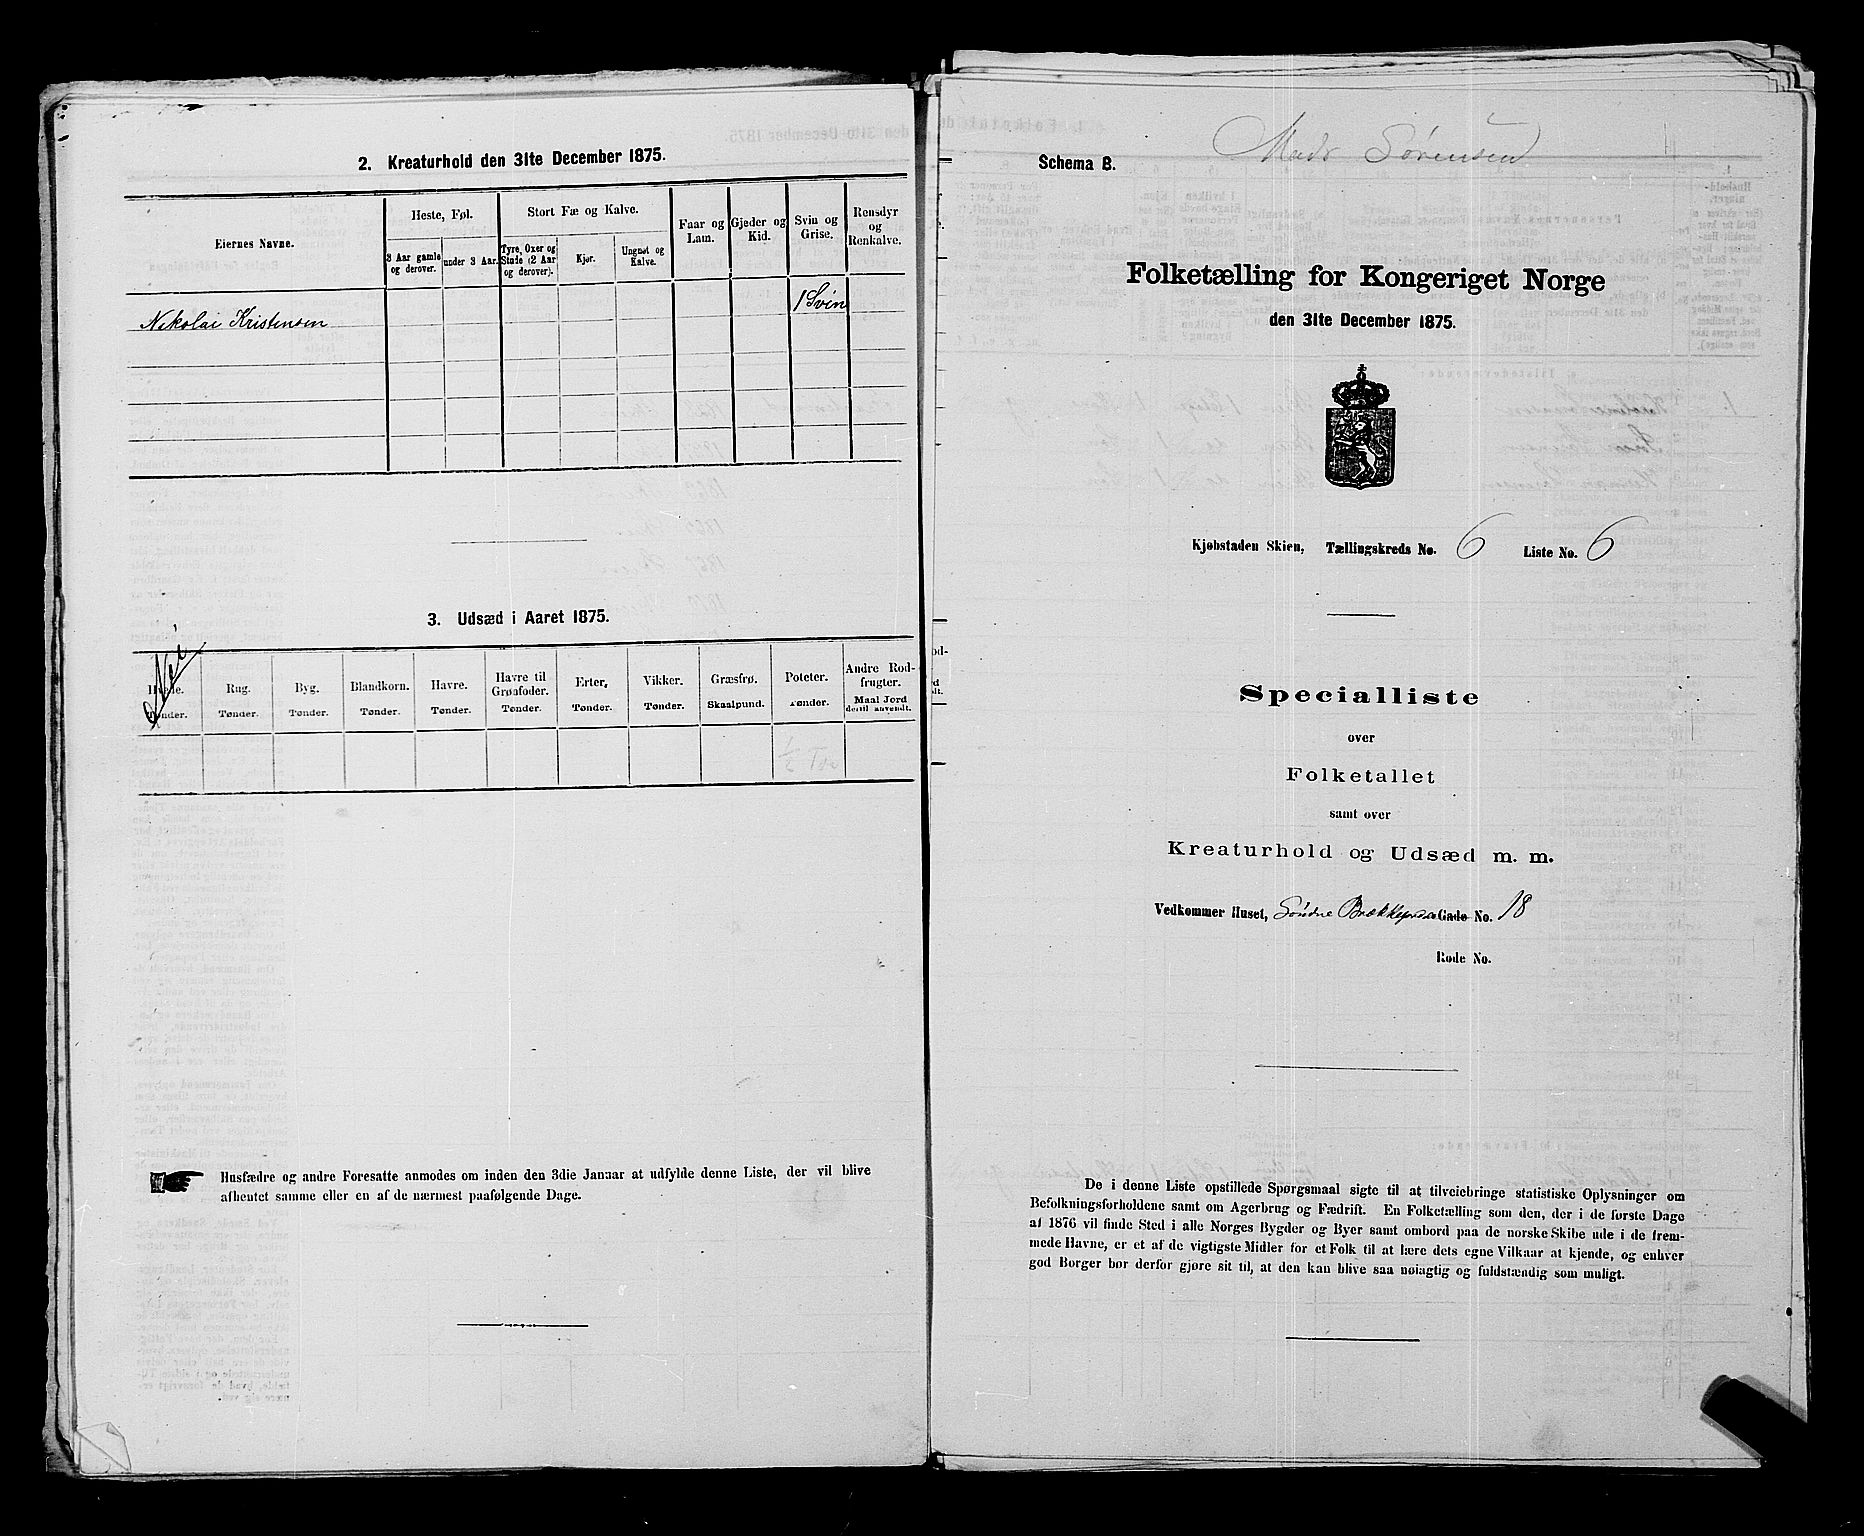 2. Kreaturhold den 31te December 1875.
Eiernes Navne.
Heste, Føl.
3 Aar gamle og derover.
under 3 Aar.
Stort Fæ og Kalve.
Tyre, Oxer og Stude (2 Aar og derover).
Kjør.
Ungnøt og Kalve.
Faar og Lam.
Gjeder og Kid.
Svin og Grise.
Rensdyr og Renkalve.
Nikolai Kristensen 1 Svin
3. Udsæd i Aaret 1875.
Nei
Hvede. Tønder.
Rug. Tønder.
Byg. Tønder.
Blandkorn. Tønder.
Havre. Tønder.
Havre til Grønfoder. Tønder.
Erter. Tønder.
Vikker. Tønder.
Græsfrø. Skaalpund.
Poteter. Tønder.
Andre Rodfrugter. Maal Jord dertil anvendt.
1/2 Tøn
Husfædre og andre Foresatte anmodes om inden den 3die Januar at udfylde denne Liste, der vil blive
afhentet samme eller en af de nærmest paafølgende Dage.
Mads Sørensen
Schema B.
Folketælling for Kongeriget Norge
den 31te December 1875.
Kjøbstaden Skien, Tællingskreds No. 6 Liste No. 6
Specialliste
over
Folketallet
samt over
Kreaturhold og Udsæd m. m.
Vedkommer Huset, Søndre Gade No. 18
Rode No.
De i denne Liste opstillede Spørgsmaal sigte til at tilveiebringe statistiske Oplysninger om
Befolkningsforholdene samt om Agerbrug og Fædrift. En Folketælling som den, der i de første Dage
af 1876 vil finde Sted i alle Norges Bygder og Byer samt ombord paa de norske Skibe ude i de frem-
mede Havne, er et af de vigtigste Midler for et Folk til at lære dets egne Vilkaar at kjende, og enhver
god Borger bør derfor gjøre sit til, at den kan blive saa nøiagtig og fuldstændig som muligt.